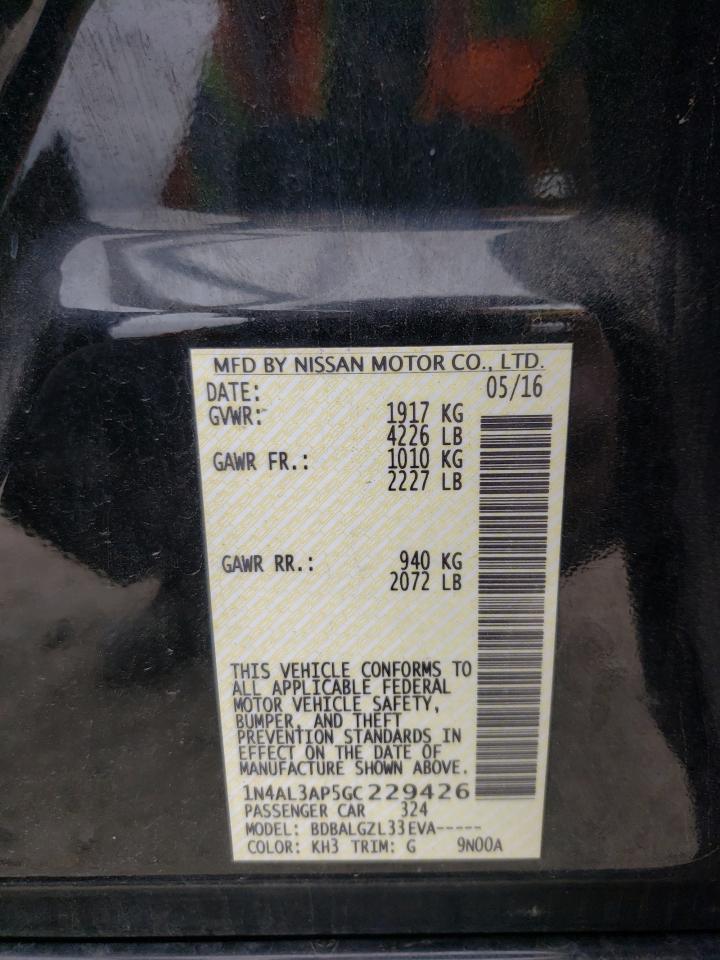 MFD BY NISSAN MOTOR CO., LTD.
DATE: 05/16
GVWR: 1917 KG
4226 LB
GAWR FR.: 1010 KG
2227 LB
GAWR RR.: 940 KG
2072 LB
THIS VEHICLE CONFORMS TO
ALL APPLICABLE FEDERAL
MOTOR VEHICLE SAFETY,
BUMPER, AND THEFT
PREVENTION STANDARDS IN
EFFECT ON THE DATE OF
MANUFACTURE SHOWN ABOVE.
1N4AL3AP5GC229426
PASSENGER CAR 324
MODEL: BDBALGZL33EVA-----
COLOR: KH3 TRIM: G 9N00A